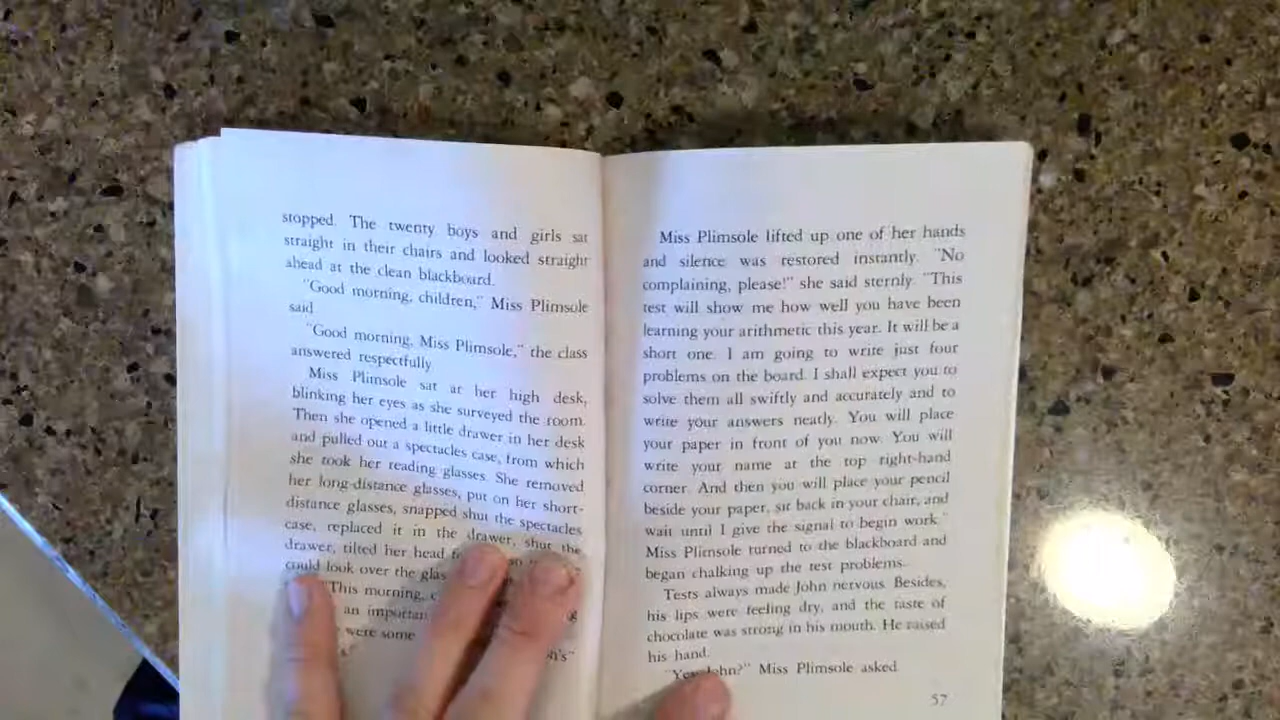 stopped. The twenty boys and girls sat
straight in their chairs and looked straight
ahead at the clean blackboard.
"Good morning, children," Miss Plimsole
said.
"Good morning, Miss Plimsole," the class
answered respectfully.
Miss Plimsole sat at her high desk,
blinking her eyes as she surveyed the room.
Then she opened a little drawer in her desk
and pulled out a spectacles case, from which
she took her reading glasses. She removed
her long-distance glasses, put on her short-
distance glasses, snapped shut the spectacles
case, replaced it in the drawer, shut the
drawer, tilted her head so
could look over the
"This morning,
an important
were some
Miss Plimsole lifted up one of her hands
and silence was restored instantly. "No
complaining, please!" she said sternly. "This
test will show me how well you have been
learning your arithmetic this year. It will be a
short one. I am going to write just four
problems on the board. I shall expect you to
solve them all swiftly and accurately and to
write your answers neatly. You will place
your paper in front of you now. You will
write your name at the top right-hand
corner. And then you will place your pencil
beside your paper, sit back in your chair, and
wait until I give the signal to begin work."
Miss Plimsole turned to the blackboard and
began chalking up the test problems.
Tests always made John nervous. Besides,
his lips were feeling dry, and the taste of
chocolate was strong in his mouth. He raised
his hand.
"Yes, John?" Miss Plimsole asked.
57